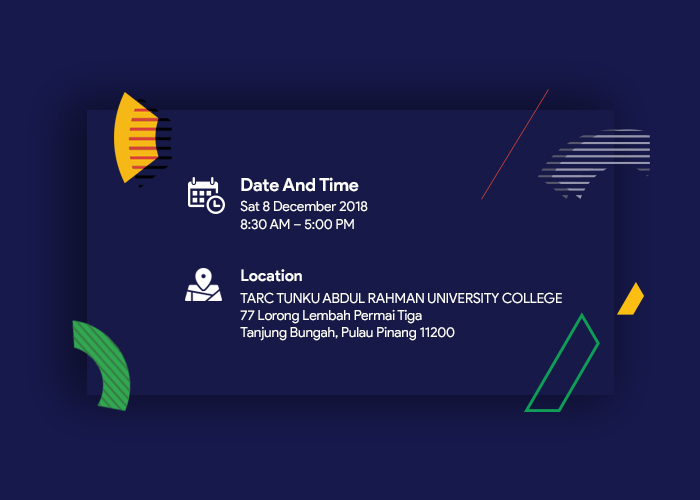 Date And Time
Sat 8 December 2018
8:30 AM – 5:00 PM
Location
TARC TUNKU ABDUL RAHMAN UNIVERSITY COLLEGE
77 Lorong Lembah Permai Tiga
Tanjung Bungah, Pulau Pinang 11200